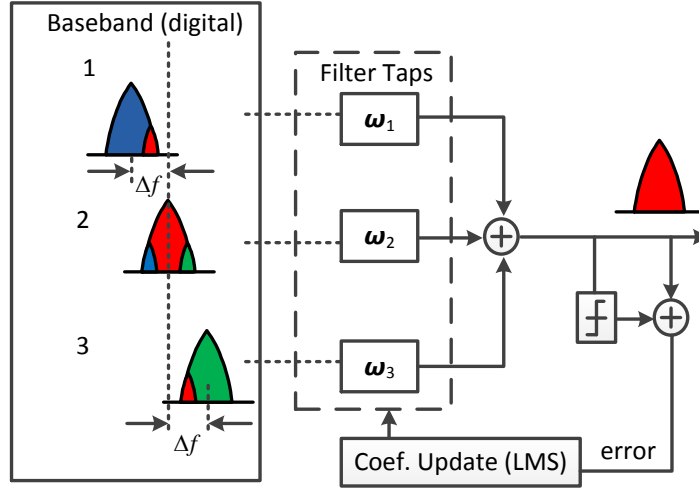 Baseband (digital)
1
Δf
2
3
Δf
Filter Taps
ω1
ω2
ω3
Coef. Update (LMS)
error